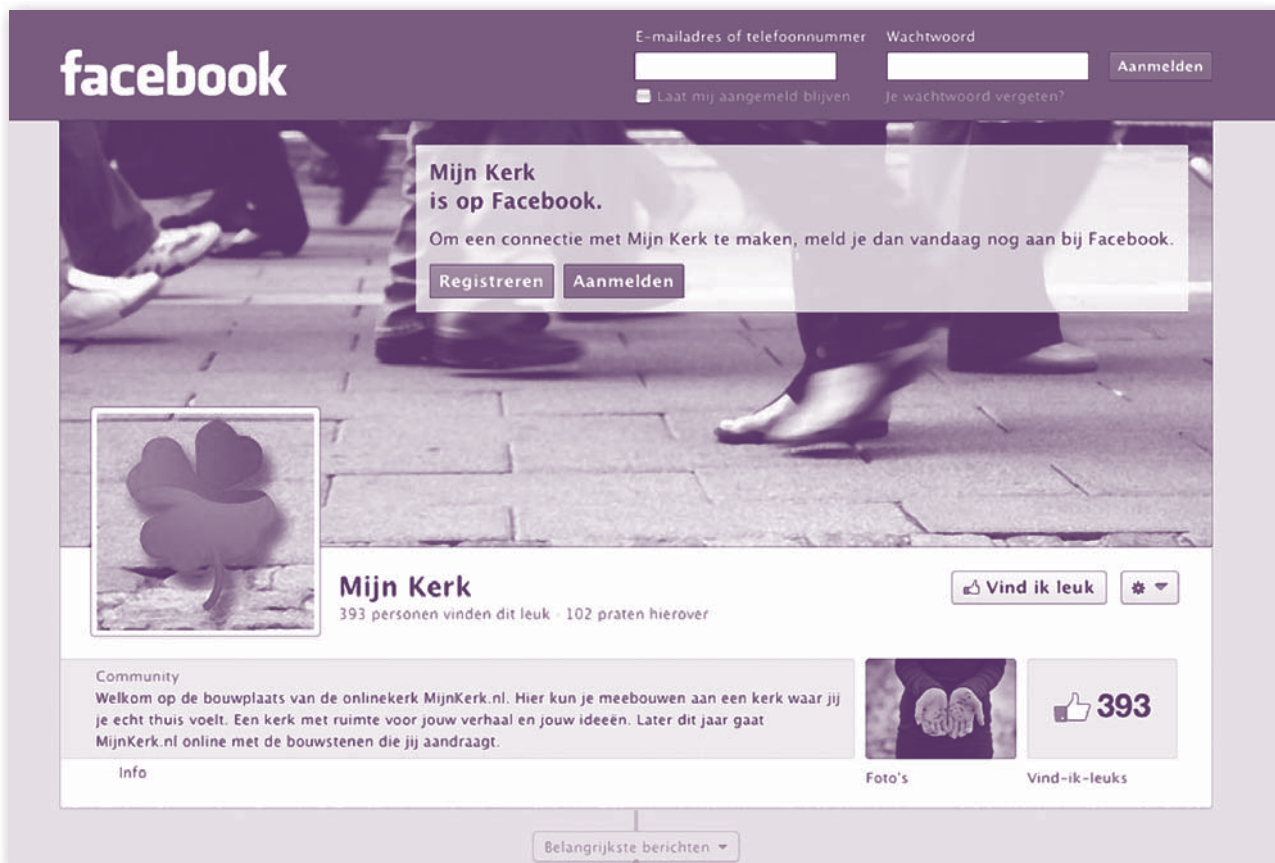 facebook
E-mailadres of telefoonnummer
Wachtwoord
Aanmelden
Laat mij aangemeld blijven
Je wachtwoord vergeten?
Mijn Kerk
is op Facebook.
Om een connectie met Mijn Kerk te maken, meld je dan vandaag nog aan bij Facebook.
Registreren
Aanmelden
Mijn Kerk
393 personen vinden dit leuk · 102 praten hierover
Vind ik leuk
Community
Welkom op de bouwplaats van de onlinekerk MijnKerk.nl. Hier kun je meebouwen aan een kerk waar jij
je echt thuis voelt. Een kerk met ruimte voor jouw verhaal en jouw ideeën. Later dit jaar gaat
MijnKerk.nl online met de bouwstenen die jij aandraagt.
Info
Foto's
393
Vind-ik-leuks
Belangrijkste berichten